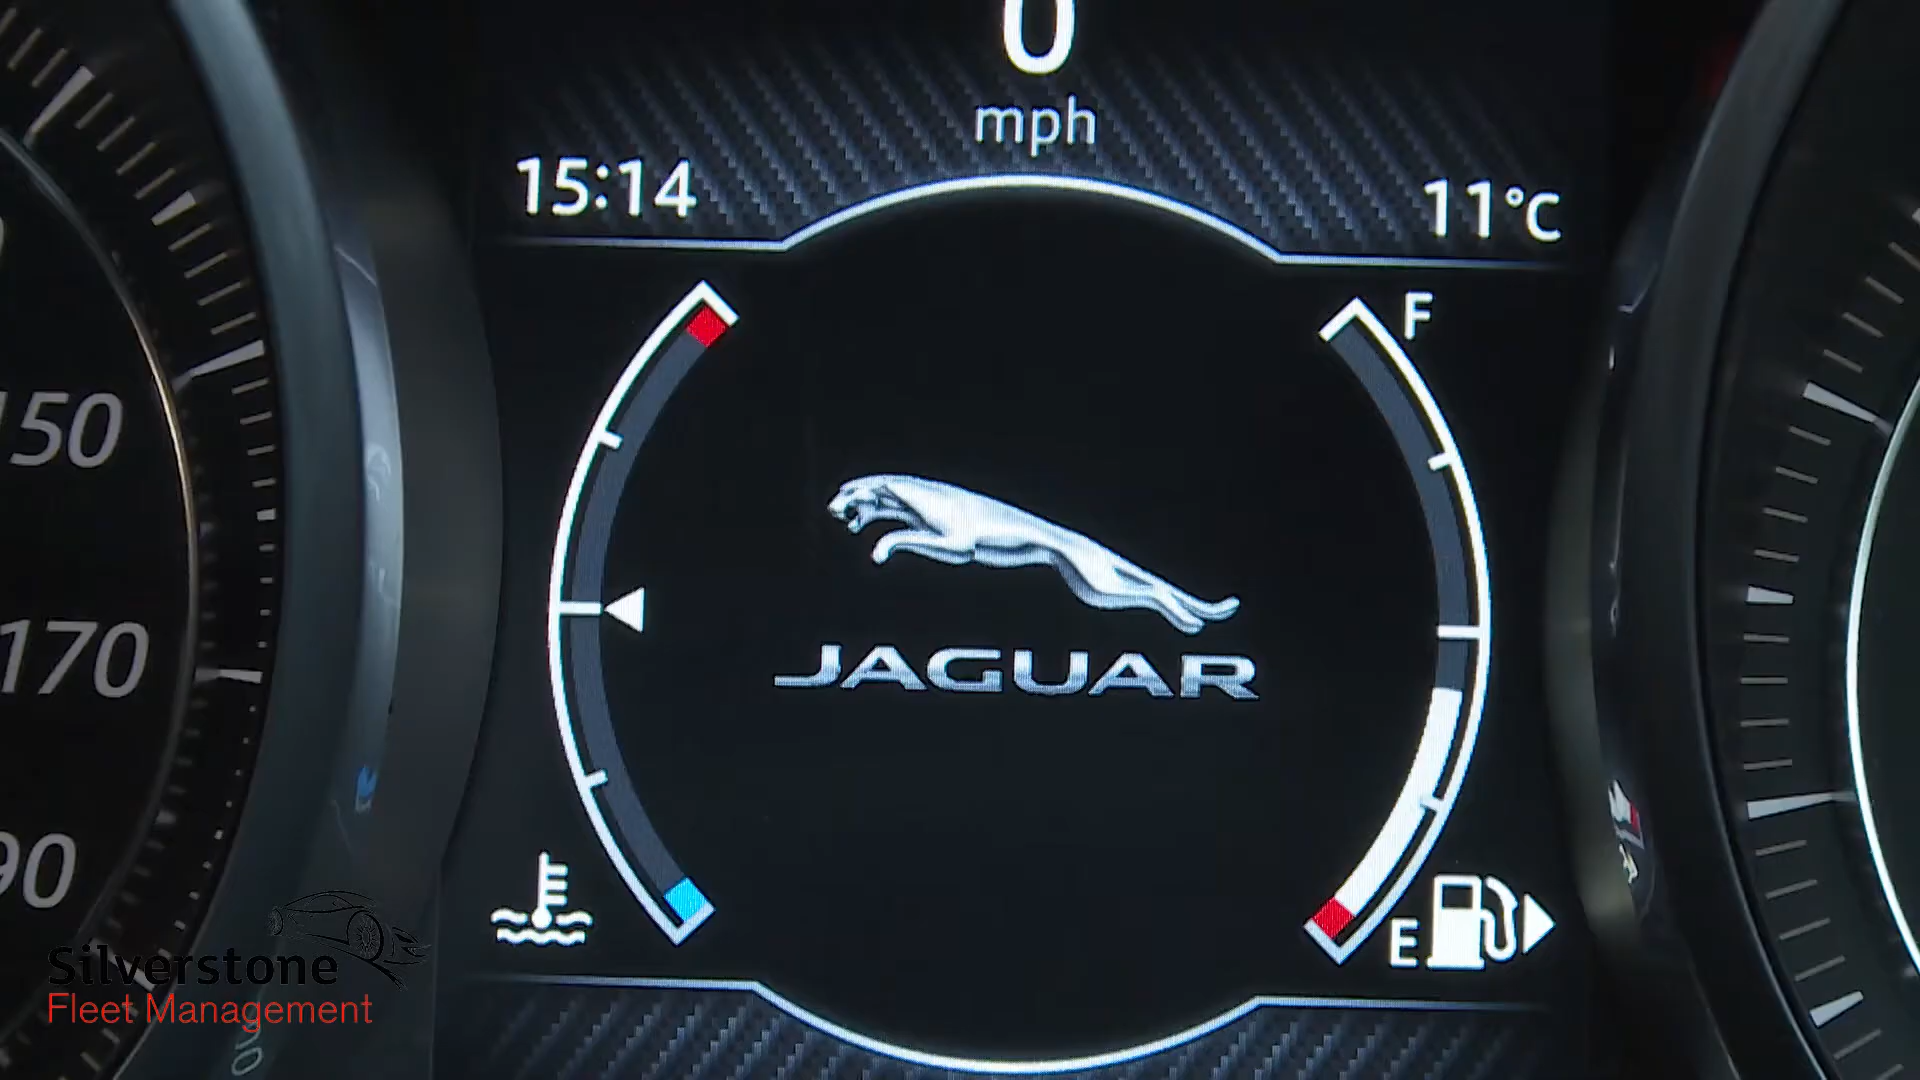 0
mph
15:14
11°C
F
150
170
JAGUAR
90
E
Silverstone
Fleet Management